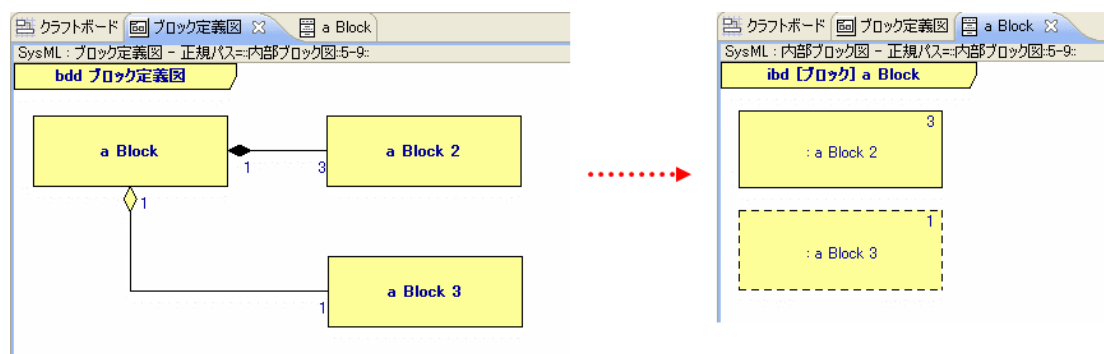 クラフトボード ブロック定義図 a Block
SysML : ブロック定義図 - 正規パス=::内部ブロック図::5-9::
bdd ブロック定義図
a Block
1
3
a Block 2
1
1
a Block 3
クラフトボード ブロック定義図 a Block
SysML : 内部ブロック図 - 正規パス=::内部ブロック図::5-9::
ibd [ブロック] a Block
3
: a Block 2
1
: a Block 3